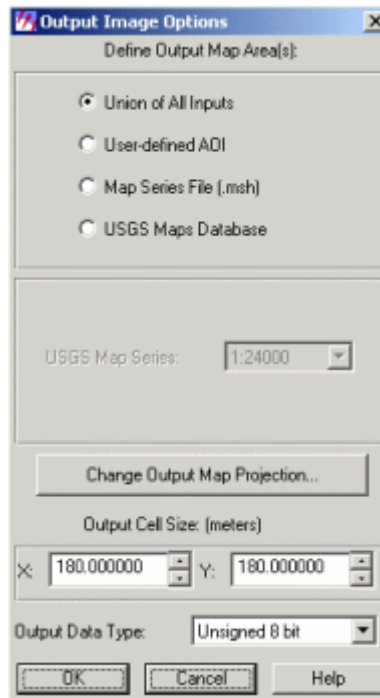 Output Image Options
Define Output Map Area(s):
Union of All Inputs
User-defined AOI
Map Series File (.msh)
USGS Maps Database
USGS Map Series: 1:24000
Change Output Map Projection...
Output Cell Size: (meters)
X: 180.000000 Y: 180.000000
Output Data Type: Unsigned 8 bit
OK Cancel Help